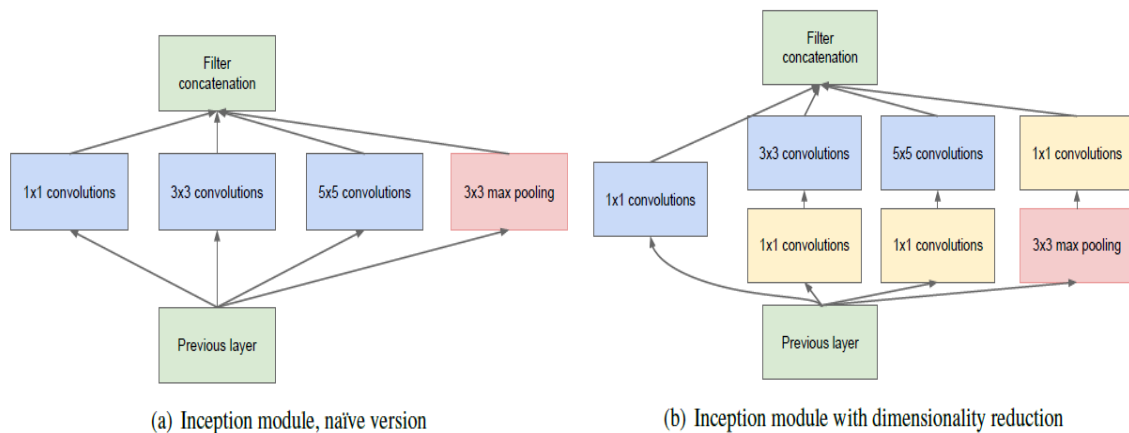 Filter
concatenation
1x1 convolutions
3x3 convolutions
5x5 convolutions
3x3 max pooling
Previous layer
(a) Inception module, naïve version
Filter
concatenation
3x3 convolutions
5x5 convolutions
1x1 convolutions
1x1 convolutions
1x1 convolutions
1x1 convolutions
3x3 max pooling
Previous layer
(b) Inception module with dimensionality reduction